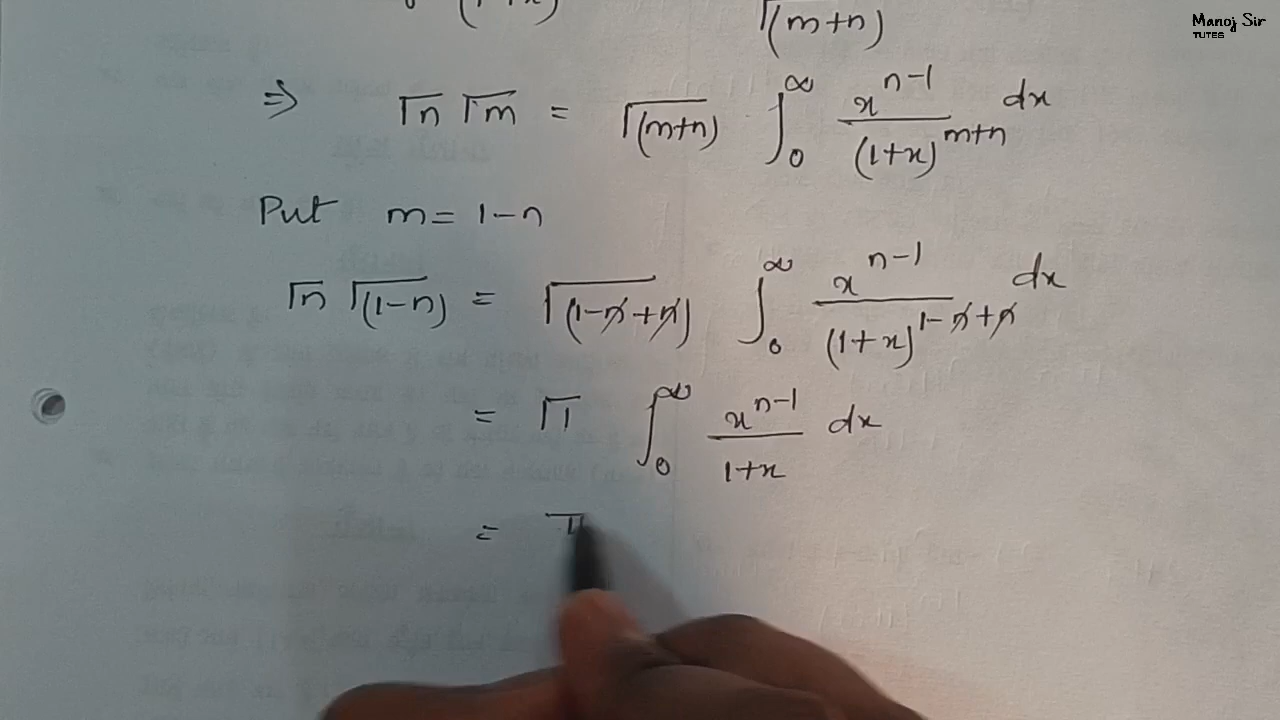 Manoj Sir
TUTES
(1+x)
Γ(m+n)
⇒ Γn Γm = Γ(m+n) ∫₀^∞ x^(n-1)/(1+x)^(m+n) dx
Put m = 1-n
Γn Γ(1-n) = Γ(1-n+n) ∫₀^∞ x^(n-1)/(1+x)^(1-n+n) dx
= Γ1 ∫₀^∞ x^(n-1)/(1+x) dx
=